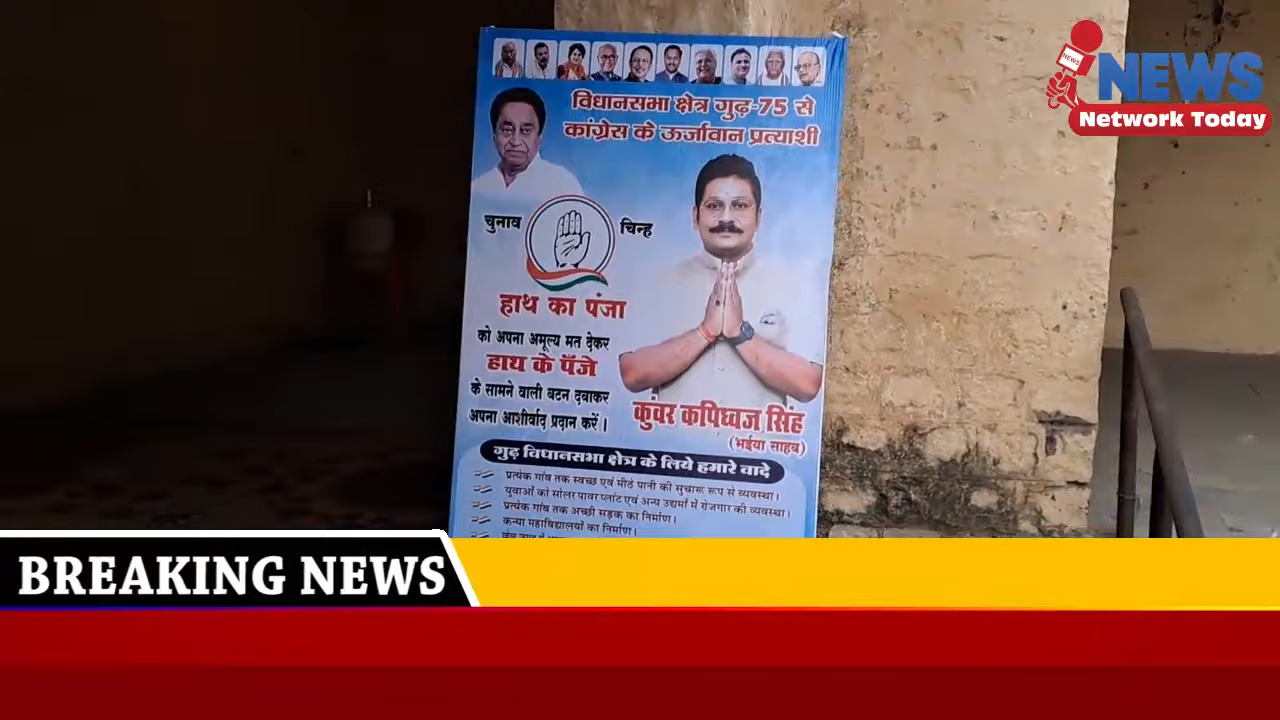 NEWS
NEWS
Network Today
विधानसभा क्षेत्र गुढ़-75 से
कांग्रेस के ऊर्जावान प्रत्याशी
चुनाव चिन्ह
हाथ का पंजा
को अपना अमूल्य मत देकर
हाथ के पँजे
के सामने वाली बटन दबाकर
अपना आशीर्वाद प्रदान करें।
कुंवर कपिध्वज सिंह
(भईया साहब)
गुढ़ विधानसभा क्षेत्र के लिये हमारे वादे
प्रत्येक गांव तक स्वच्छ एवं मीठे पानी की सुचारू रूप से व्यवस्था।
युवाओं को सोलर पावर प्लांट एवं अन्य उद्यमों में रोजगार की व्यवस्था।
प्रत्येक गांव तक अच्छी सड़क का निर्माण।
कन्या महाविद्यालयों का निर्माण।
BREAKING NEWS